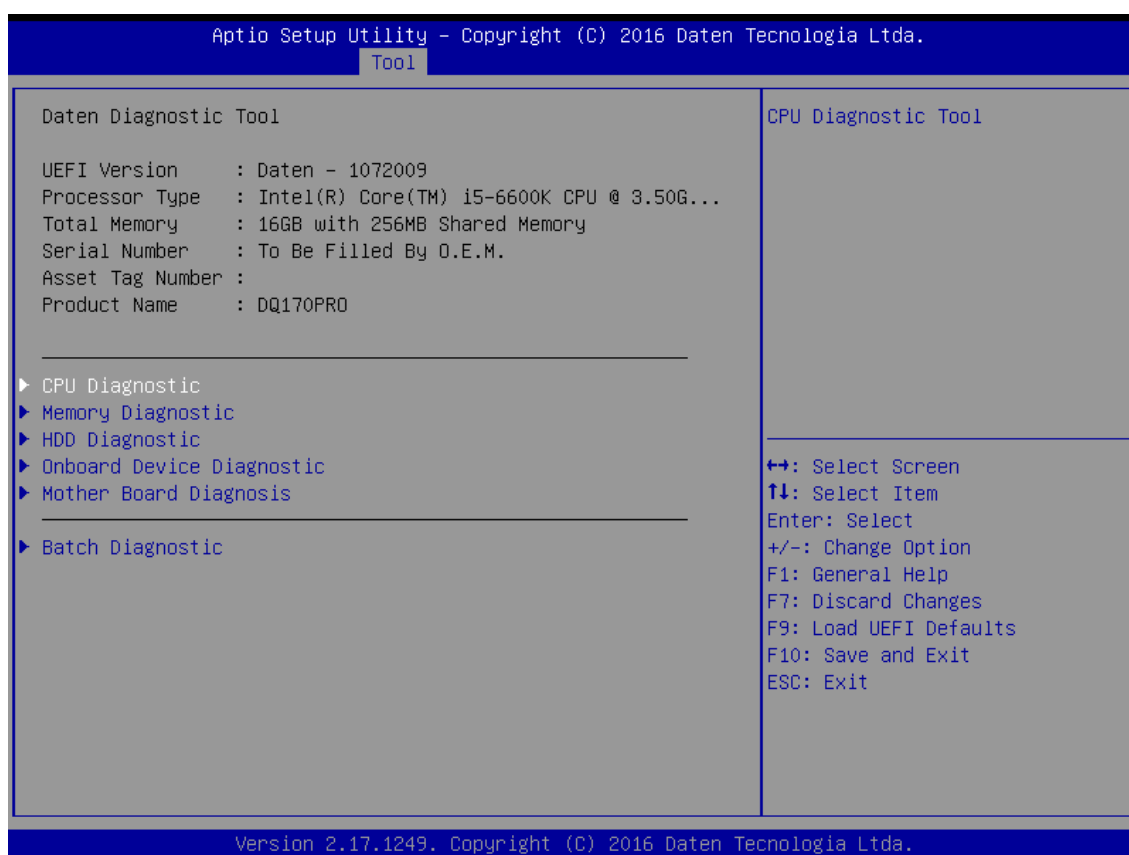 Aptio Setup Utility – Copyright (C) 2016 Daten Tecnologia Ltda.
Tool
Daten Diagnostic Tool
UEFI Version : Daten – 1072009
Processor Type : Intel(R) Core(TM) i5-6600K CPU @ 3.50G...
Total Memory : 16GB with 256MB Shared Memory
Serial Number : To Be Filled By O.E.M.
Asset Tag Number :
Product Name : DQ170PRO
CPU Diagnostic
Memory Diagnostic
HDD Diagnostic
Onboard Device Diagnostic
Mother Board Diagnosis
Batch Diagnostic
CPU Diagnostic Tool
↔: Select Screen
↑↓: Select Item
Enter: Select
+/-: Change Option
F1: General Help
F7: Discard Changes
F9: Load UEFI Defaults
F10: Save and Exit
ESC: Exit
Version 2.17.1249. Copyright (C) 2016 Daten Tecnologia Ltda.